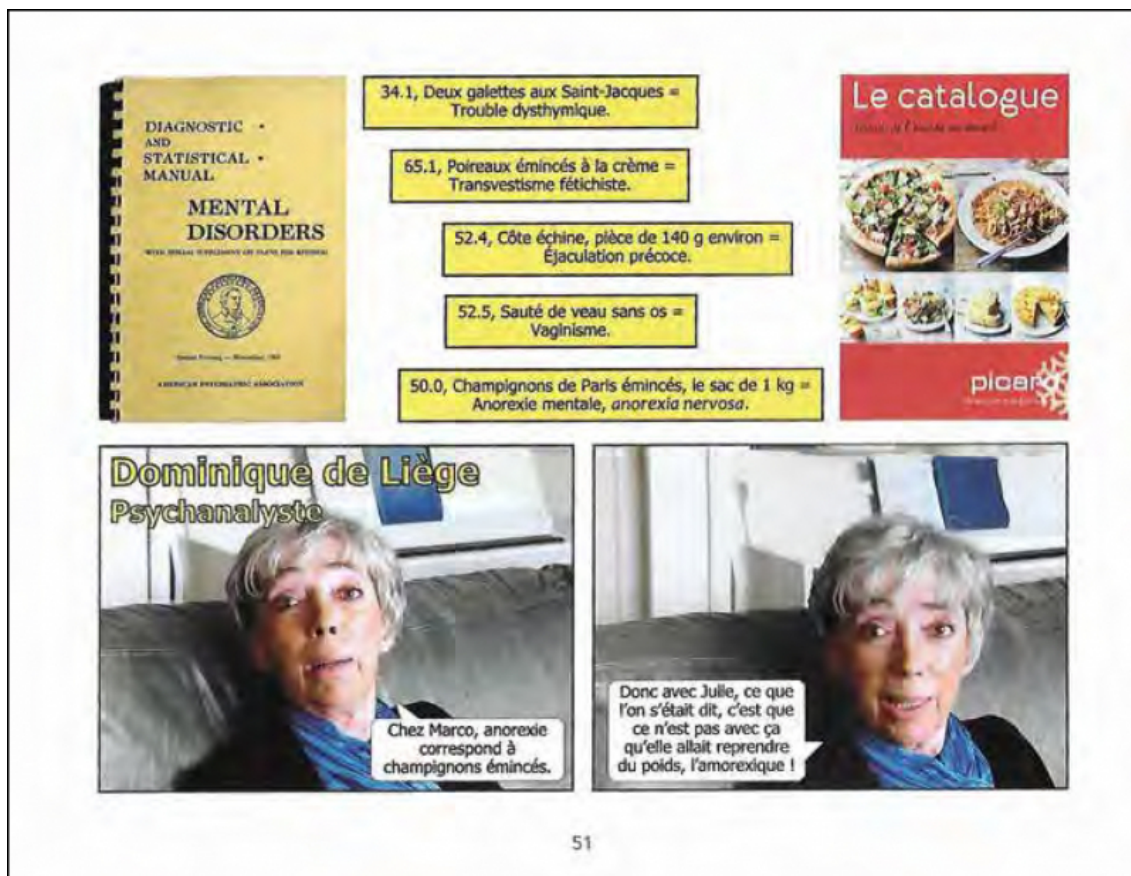 DIAGNOSTIC •
AND
STATISTICAL •
MANUAL
MENTAL
DISORDERS
AMERICAN PSYCHIATRIC ASSOCIATION
34.1, Deux galettes aux Saint-Jacques =
Trouble dysthymique.
65.1, Poireaux émincés à la crème =
Transvestisme fétichiste.
52.4, Côte échine, pièce de 140 g environ =
Éjaculation précoce.
52.5, Sauté de veau sans os =
Vaginisme.
50.0, Champignons de Paris émincés, le sac de 1 kg =
Anorexie mentale, anorexia nervosa.
Le catalogue
picard
Dominique de Liège
Psychanalyste
Chez Marco, anorexie
correspond à
champignons émincés.
Donc avec Julie, ce que
l'on s'était dit, c'est que
ce n'est pas avec ça
qu'elle allait reprendre
du poids, l'amorexique !
51